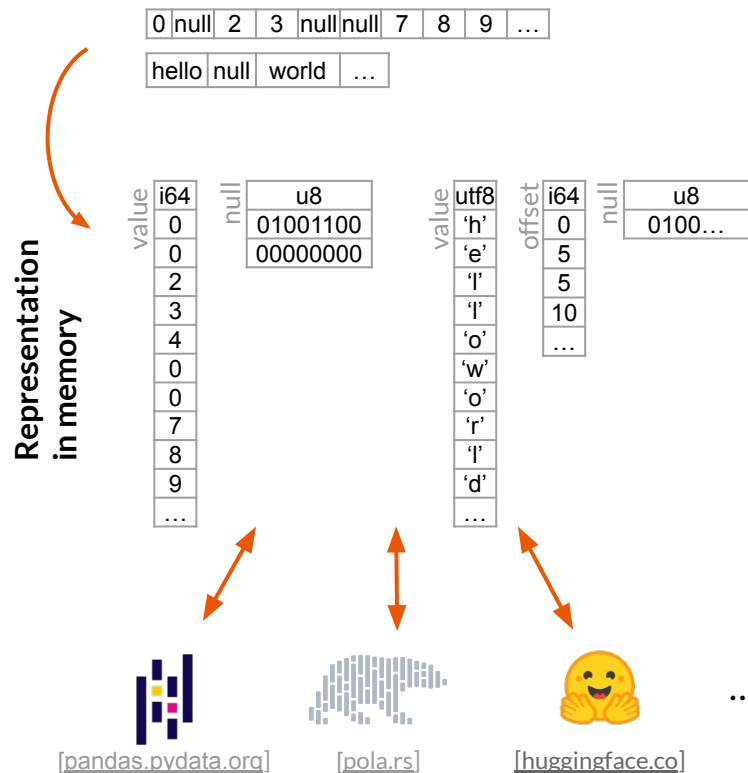 0 null 2 3 null null 7 8 9 …
hello null world …
Representation
in memory
value
i64
0
0
2
3
4
0
0
7
8
9
…
null
u8
01001100
00000000
value
utf8
‘h’
‘e’
‘l’
‘l’
‘o’
‘w’
‘o’
‘r’
‘l’
‘d’
…
offset
i64
0
5
5
10
…
null
u8
0100…
[pandas.pydata.org]
[pola.rs]
[huggingface.co]
..